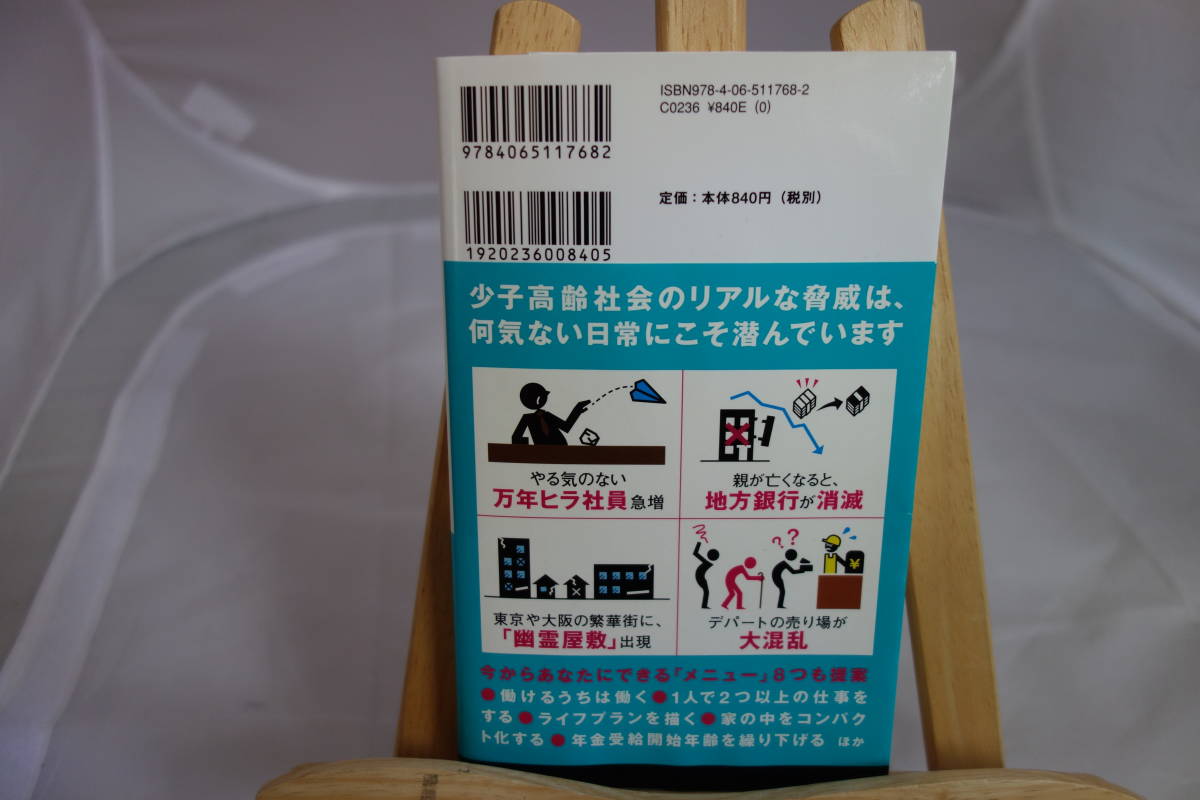 ISBN978-4-06-511768-2
C0236 ¥840E (0)
9784065117682
定価：本体840円（税別）
1920236008405
少子高齢社会のリアルな脅威は、
何気ない日常にこそ潜んでいます
やる気のない
万年ヒラ社員急増
親が亡くなると、
地方銀行が消滅
¥
東京や大阪の繁華街に、
「幽霊屋敷」出現
デパートの売り場が
大混乱
今からあなたにできる「メニュー」8つも提案
●働けるうちは働く●1人で2つ以上の仕事を
する●ライフプランを描く●家の中をコンパク
ト化する●年金受給開始年齢を繰り下げる ほか